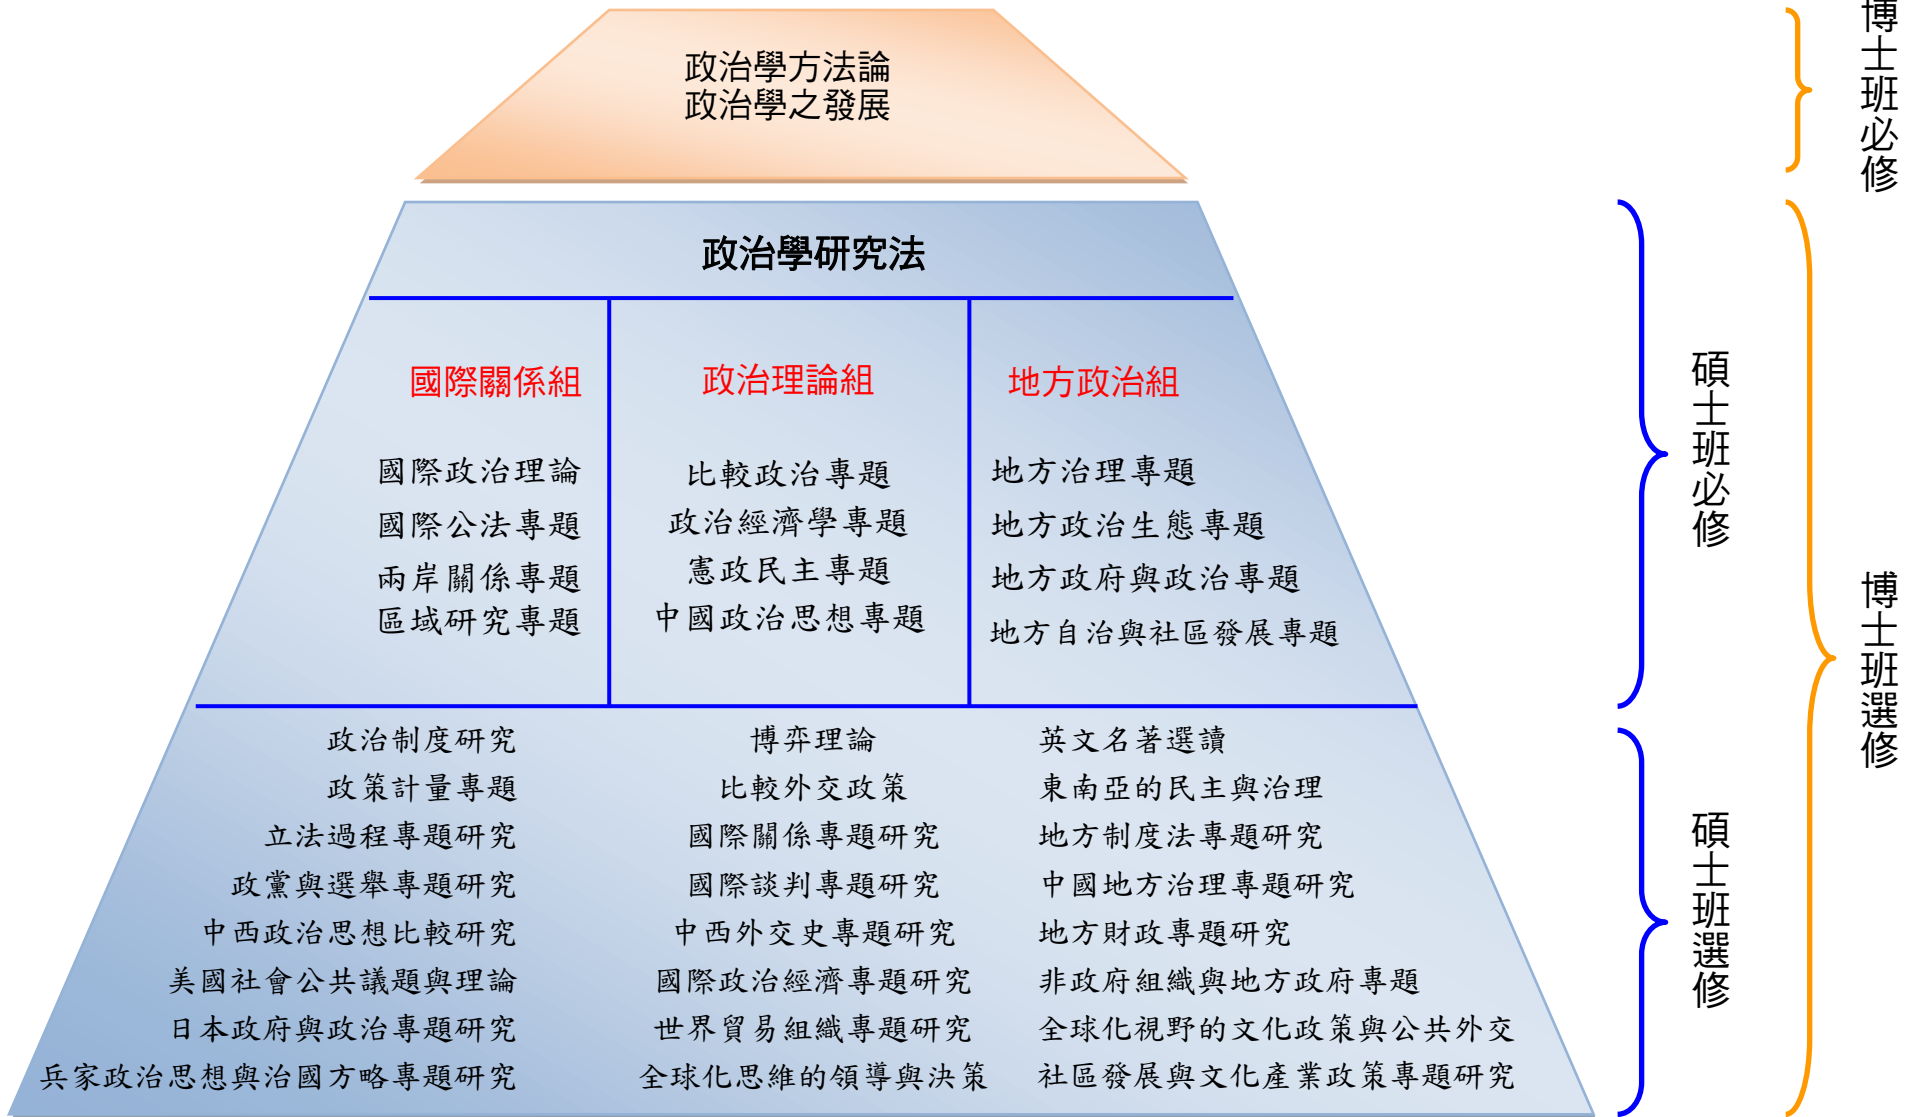 政治學方法論
政治學之發展
博士班必修
政治學研究法
國際關係組
國際政治理論
國際公法專題
兩岸關係專題
區域研究專題
政治理論組
比較政治專題
政治經濟學專題
憲政民主專題
中國政治思想專題
地方政治組
地方治理專題
地方政治生態專題
地方政府與政治專題
地方自治與社區發展專題
碩士班必修
政治制度研究
政策計量專題
立法過程專題研究
政黨與選舉專題研究
中西政治思想比較研究
美國社會公共議題與理論
日本政府與政治專題研究
兵家政治思想與治國方略專題研究
博弈理論
比較外交政策
國際關係專題研究
國際談判專題研究
中西外交史專題研究
國際政治經濟專題研究
世界貿易組織專題研究
全球化思維的領導與決策
英文名著選讀
東南亞的民主與治理
地方制度法專題研究
中國地方治理專題研究
地方財政專題研究
非政府組織與地方政府專題
全球化視野的文化政策與公共外交
社區發展與文化產業政策專題研究
碩士班選修
博士班選修